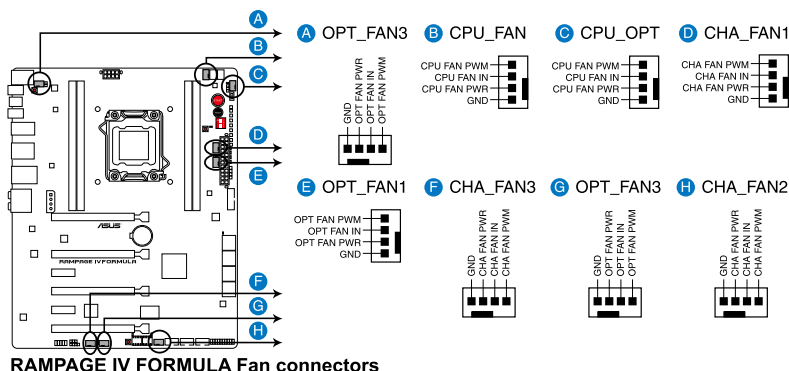 A
B
C
D
E
F
G
H
ASUS
RAMPAGE IV FORMULA
A OPT_FAN3
GND
OPT FAN PWR
OPT FAN IN
OPT FAN PWM
B CPU_FAN
CPU FAN PWM
CPU FAN IN
CPU FAN PWR
GND
C CPU_OPT
CPU FAN PWM
CPU FAN IN
CPU FAN PWR
GND
D CHA_FAN1
CHA FAN PWM
CHA FAN IN
CHA FAN PWR
GND
E OPT_FAN1
OPT FAN PWM
OPT FAN IN
OPT FAN PWR
GND
F CHA_FAN3
GND
CHA FAN PWR
CHA FAN IN
CHA FAN PWM
G OPT_FAN3
GND
OPT FAN PWR
OPT FAN IN
OPT FAN PWM
H CHA_FAN2
GND
CHA FAN PWR
CHA FAN IN
CHA FAN PWM
RAMPAGE IV FORMULA Fan connectors